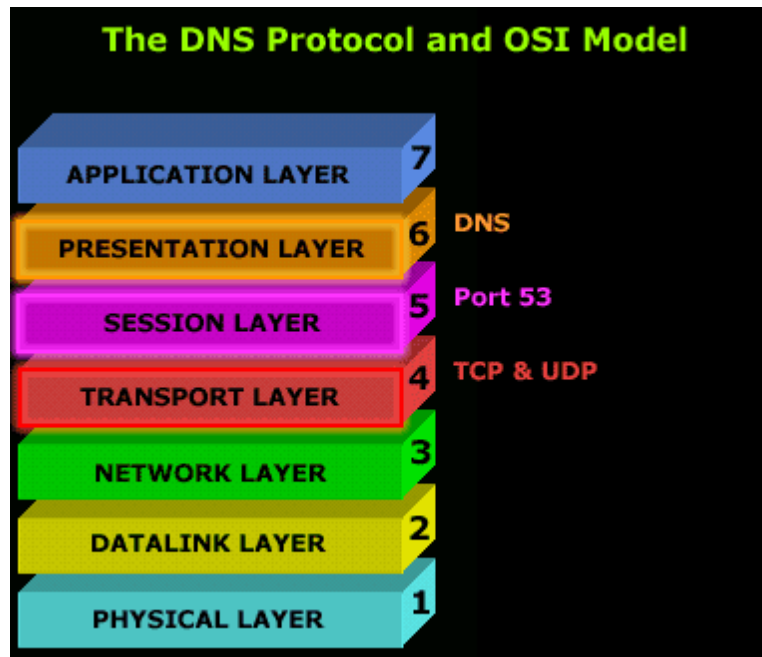 The DNS Protocol and OSI Model
APPLICATION LAYER 7
PRESENTATION LAYER 6 DNS
SESSION LAYER 5 Port 53
TRANSPORT LAYER 4 TCP & UDP
NETWORK LAYER 3
DATALINK LAYER 2
PHYSICAL LAYER 1